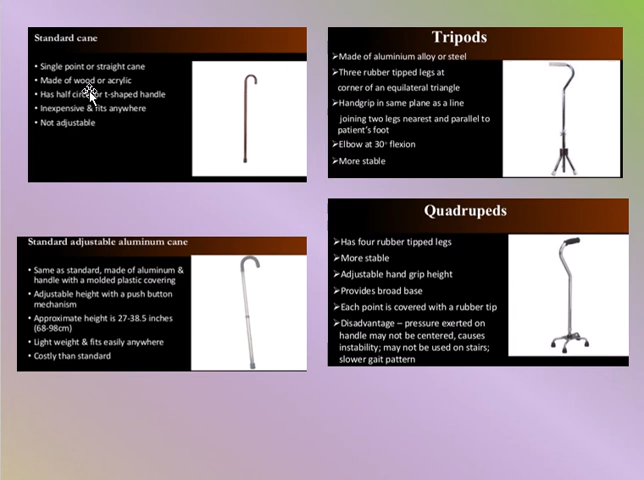 Standard cane
• Single point or straight cane
• Made of wood or acrylic
• Has half circle or t-shaped handle
• Inexpensive & fits anywhere
• Not adjustable
Tripods
➢Made of aluminium alloy or steel
➢Three rubber tipped legs at
corner of an equilateral triangle
➢Handgrip in same plane as a line
joining two legs nearest and parallel to
patient's foot
➢Elbow at 30◦ flexion
➢More stable
Standard adjustable aluminum cane
• Same as standard, made of aluminum &
handle with a molded plastic covering
• Adjustable height with a push button
mechanism
• Approximate height is 27-38.5 inches
(68-98cm)
• Light weight & fits easily anywhere
• Costly than standard
Quadrupeds
➢Has four rubber tipped legs
➢More stable
➢Adjustable hand grip height
➢Provides broad base
➢Each point is covered with a rubber tip
➢Disadvantage – pressure exerted on
handle may not be centered, causes
instability; may not be used on stairs;
slower gait pattern